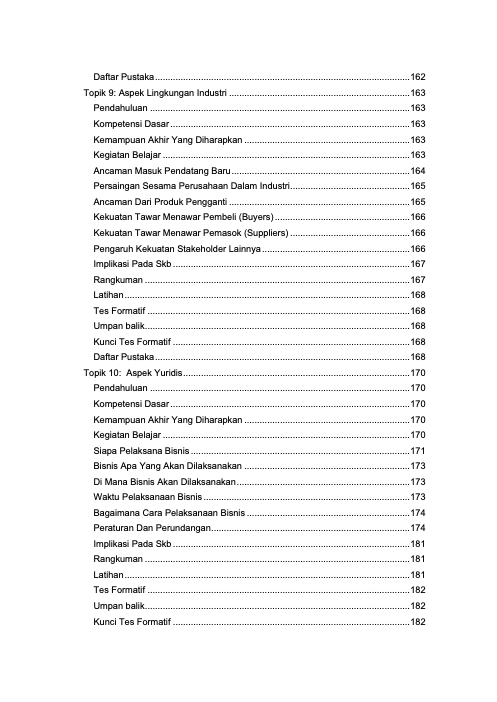 Daftar Pustaka....................162
Topik 9: Aspek Lingkungan Industri ....................163
Pendahuluan ....................163
Kompetensi Dasar....................163
Kemampuan Akhir Yang Diharapkan ....................163
Kegiatan Belajar ....................163
Ancaman Masuk Pendatang Baru....................164
Persaingan Sesama Perusahaan Dalam Industri....................165
Ancaman Dari Produk Pengganti ....................165
Kekuatan Tawar Menawar Pembeli (Buyers)....................166
Kekuatan Tawar Menawar Pemasok (Suppliers) ....................166
Pengaruh Kekuatan Stakeholder Lainnya....................166
Implikasi Pada Skb ....................167
Rangkuman ....................167
Latihan....................168
Tes Formatif ....................168
Umpan balik....................168
Kunci Tes Formatif ....................168
Daftar Pustaka....................168
Topik 10:  Aspek Yuridis....................170
Pendahuluan ....................170
Kompetensi Dasar....................170
Kemampuan Akhir Yang Diharapkan ....................170
Kegiatan Belajar ....................170
Siapa Pelaksana Bisnis ....................171
Bisnis Apa Yang Akan Dilaksanakan ....................173
Di Mana Bisnis Akan Dilaksanakan....................173
Waktu Pelaksanaan Bisnis ....................173
Bagaimana Cara Pelaksanaan Bisnis ....................174
Peraturan Dan Perundangan....................174
Implikasi Pada Skb ....................181
Rangkuman ....................181
Latihan....................181
Tes Formatif ....................182
Umpan balik....................182
Kunci Tes Formatif ....................182